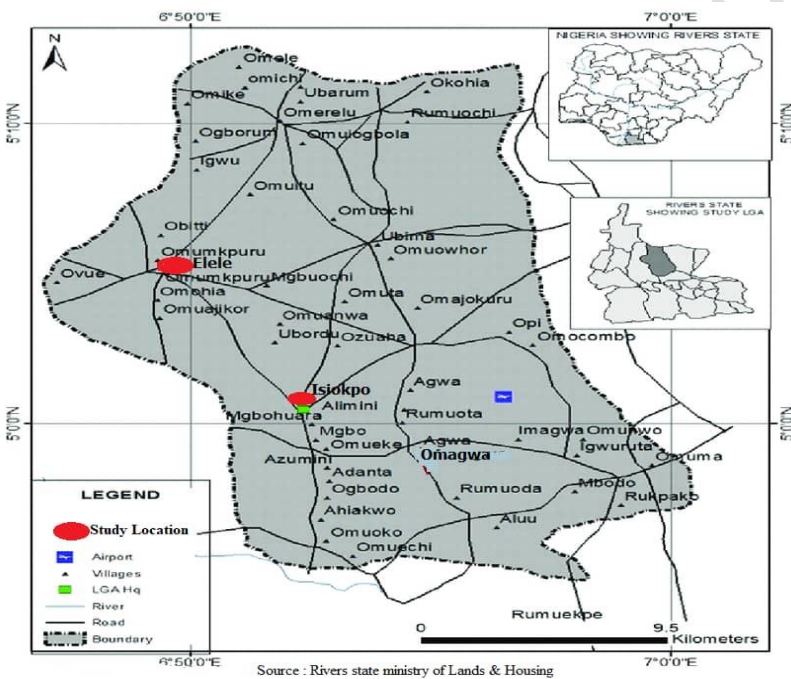 6°50'0"E
7°0'0"E
N
NIGERIA SHOWING RIVERS STATE
5°10'0"N
5°10'0"N
Omele
omichi
Ubarum
Okohia
Omike
Omerelu
Rumuochi
Ogborum
Omuogbola
Igwu
Omuitu
RIVERS STATE
SHOWING STUDY LGA
Omuochi
Obitti
Ubima
Omumkpuru
Omuowhor
Elele
Ovue
Omumkpuru
Mgbuochi
Omohia
Omuta
Omajokuru
Omuajikor
Omuanwa
Opi
Ubordu
Ozuaha
Omocombo
Agwa
Isiokpo
Alimini
Mgbohuara
Rumuota
5°0'0"N
5°0'0"N
Mgbo
Imagwa
Omunwo
Omueke
Agwa
Igwuruta
Azumini
Omagwa
Omuma
Adanta
Mbodo
Ogbodo
Rumuoda
Rukpako
LEGEND
Ahiakwo
Aluu
Study Location
Omuoko
Omuechi
Airport
Villages
LGA Hq
River
Road
Rumuekpe
Boundary
0
9.5
Kilometers
6°50'0"E
7°0'0"E
Source : Rivers state ministry of Lands & Housing